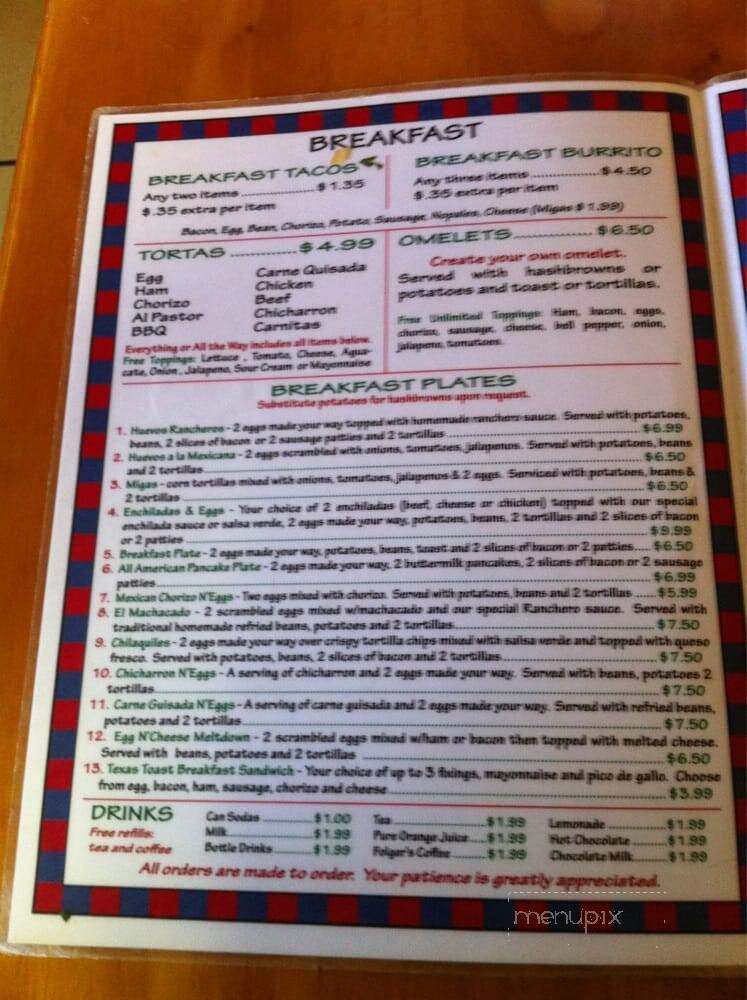 BREAKFAST
BREAKFAST TACOS
Any two items $1.35
$.35 extra per item
BREAKFAST BURRITO
Any three items $4.50
$.35 extra per item
Bacon, Egg, Bean, Chorizo, Potato, Sausage, Nopales, Cheese (Migas $1.99)
TORTAS $4.99
Egg
Ham
Chorizo
Al Pastor
BBQ
Carne Quisada
Chicken
Beef
Chicharron
Carnitas
Everything or All the Way includes all items below.
Free Toppings: Lettuce, Tomato, Cheese, Agua-
cate, Onion, Jalapeno, Sour Cream or Mayonnaise
OMELETS $6.50
Create your own omelet.
Served with hashbrowns or
potatoes and toast or tortillas.
Free Unlimited Toppings: Ham, bacon, eggs,
chorizo, sausage, cheese, bell pepper, onion,
jalapeno, tomatoes.
BREAKFAST PLATES
Substitute potatoes for hashbrowns upon request.
1. Huevos Rancheros - 2 eggs made your way topped with homemade ranchero sauce. Served with potatoes,
beans, 2 slices of bacon or 2 sausage patties and 2 tortillas $6.99
2. Huevos a la Mexicana - 2 eggs scrambled with onions, tomatoes, jalapenos. Served with potatoes, beans
and 2 tortillas $6.50
3. Migas - corn tortillas mixed with onions, tomatoes, jalapenos & 2 eggs. Serviced with potatoes, beans &
2 tortillas $6.50
4. Enchiladas & Eggs - Your choice of 2 enchiladas (beef, cheese or chicken) topped with our special
enchilada sauce or salsa verde, 2 eggs made your way, potatoes, beans, 2 tortillas and 2 slices of bacon
or 2 patties $9.99
5. Breakfast Plate - 2 eggs made your way, potatoes, beans, toast and 2 slices of bacon or 2 patties $6.50
6. All American Pancake Plate - 2 eggs made your way, 2 buttermilk pancakes, 2 slices of bacon or 2 sausage
patties $6.99
7. Mexican Chorizo N'Eggs - Two eggs mixed with chorizo. Served with potatoes, beans and 2 tortillas $5.99
8. El Machacado - 2 scrambled eggs mixed w/machacado and our special Ranchero sauce. Served with
traditional homemade refried beans, potatoes and 2 tortillas $7.50
9. Chilaquiles - 2 eggs made your way over crispy tortilla chips mixed with salsa verde and topped with queso
fresco. Served with potatoes, beans, 2 slices of bacon and 2 tortillas $7.50
10. Chicharron N'Eggs - A serving of chicharron and 2 eggs made your way. Served with beans, potatoes 2
tortillas $7.50
11. Carne Guisada N'Eggs - A serving of carne guisada and 2 eggs made your way. Served with refried beans,
potatoes and 2 tortillas $7.50
12. Egg N'Cheese Meltdown - 2 scrambled eggs mixed w/ham or bacon then topped with melted cheese.
Served with beans, potatoes and 2 tortillas $6.50
13. Texas Toast Breakfast Sandwich - Your choice of up to 3 fixings, mayonnaise and pico de gallo. Choose
from egg, bacon, ham, sausage, chorizo and cheese $3.99
DRINKS
Free refills:
tea and coffee
Can Sodas $1.00
Milk $1.99
Bottle Drinks $1.99
Tea $1.99
Pure Orange Juice $1.99
Folger's Coffee $1.99
Lemonade $1.99
Hot Chocolate $1.99
Chocolate Milk $1.99
All orders are made to order. Your patience is greatly appreciated.
menupix